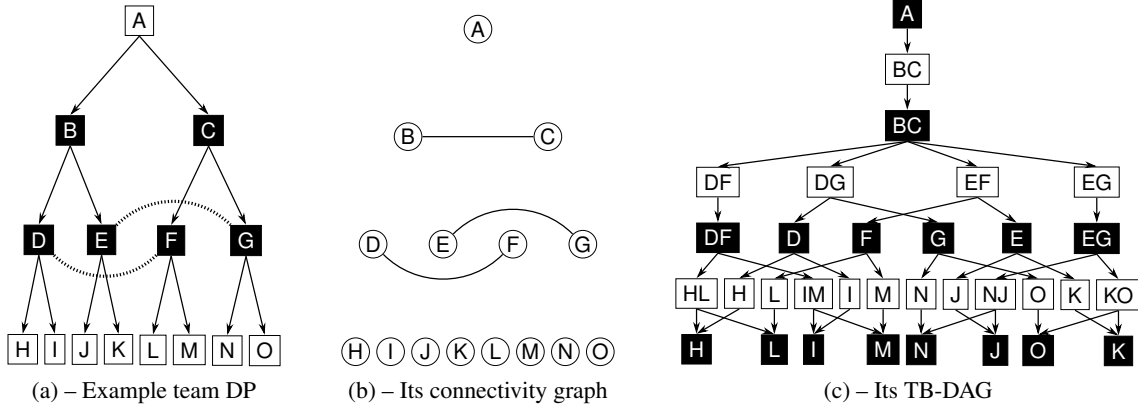 A A A
BC
B C B C BC
DF DG EF EG
D E F G D E F G DF D F G E EG
HL H L IM I M N J NJ O K KO
H I J K L M N O H I J K L M N O H L I M N J O K
(a) – Example team DP (b) – Its connectivity graph (c) – Its TB-DAG